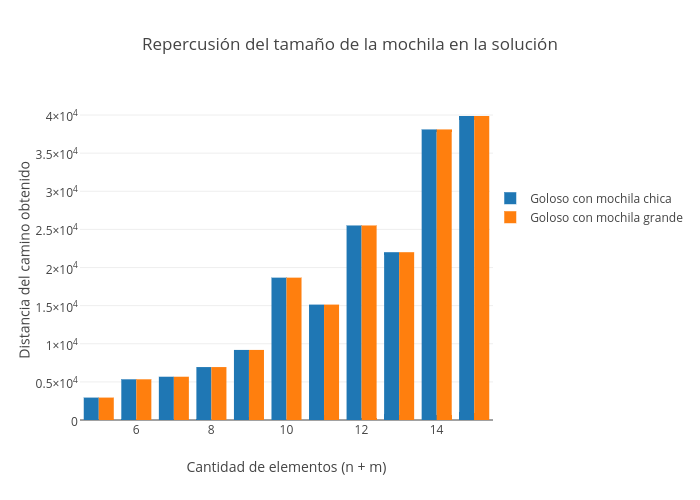 Repercusión del tamaño de la mochila en la solución
Distancia del camino obtenido
4×10⁴
3.5×10⁴
3×10⁴
2.5×10⁴
2×10⁴
1.5×10⁴
1×10⁴
0.5×10⁴
0
6 8 10 12 14
Cantidad de elementos (n + m)
Goloso con mochila chica
Goloso con mochila grande